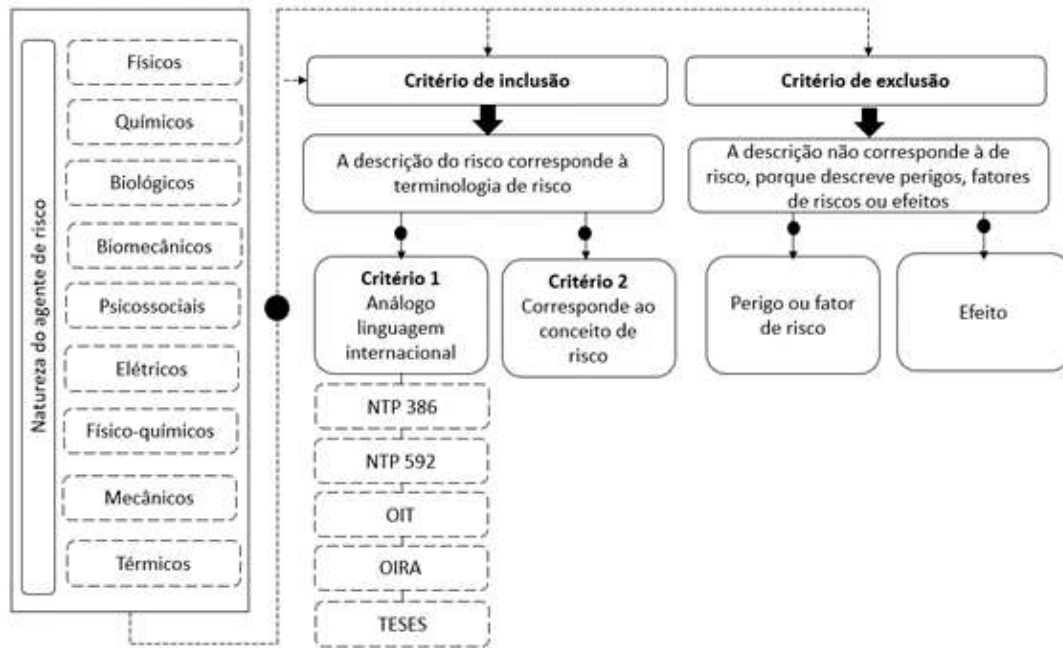 Natureza do agente de risco
Físicos
Químicos
Biológicos
Biomecânicos
Psicossociais
Elétricos
Físico-químicos
Mecânicos
Térmicos
Critério de inclusão
A descrição do risco corresponde à
terminologia de risco
Critério 1
Análogo
linguagem
internacional
NTP 386
NTP 592
OIT
OIRA
TESES
Critério 2
Corresponde ao
conceito de
risco
Critério de exclusão
A descrição não corresponde à de
risco, porque descreve perigos, fatores
de riscos ou efeitos
Perigo ou fator
de risco
Efeito